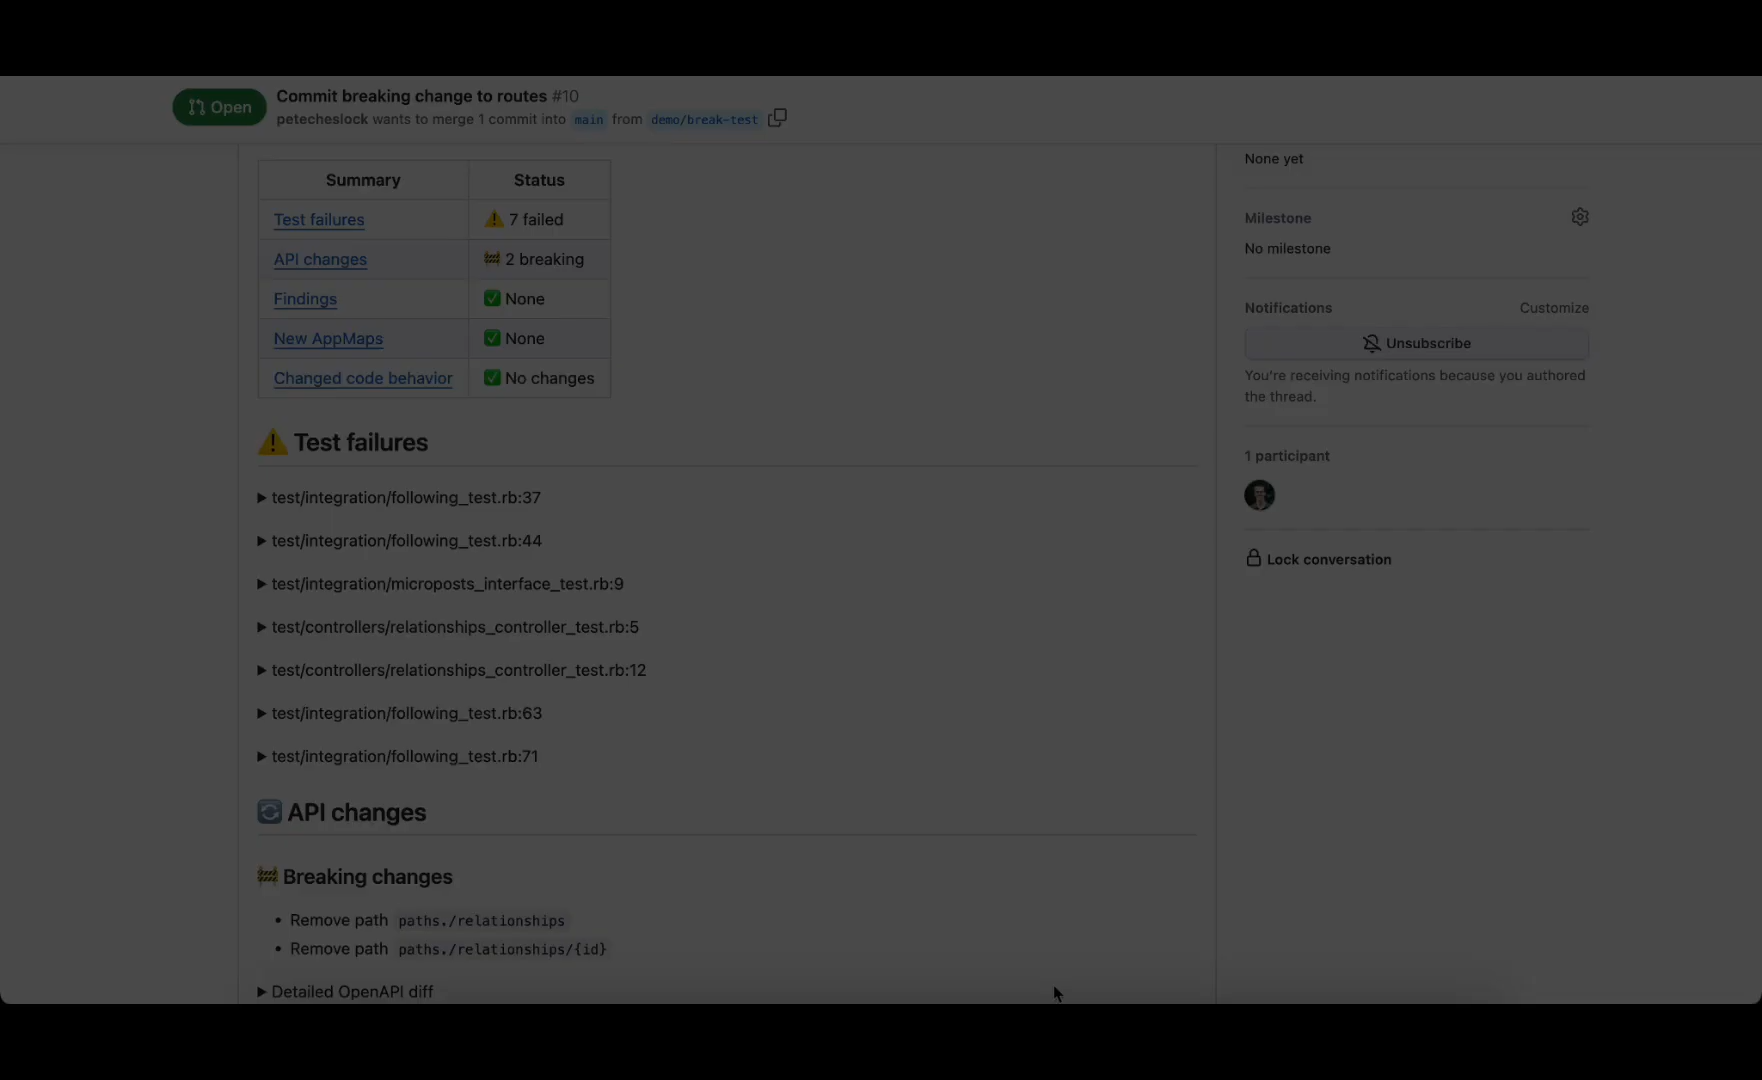 Open
Commit breaking change to routes #10
petecheslock wants to merge 1 commit into main from demo/break-test
Summary Status
Test failures ⚠️ 7 failed
API changes 🚧 2 breaking
Findings ✅ None
New AppMaps ✅ None
Changed code behavior ✅ No changes
⚠️ Test failures
▶ test/integration/following_test.rb:37
▶ test/integration/following_test.rb:44
▶ test/integration/microposts_interface_test.rb:9
▶ test/controllers/relationships_controller_test.rb:5
▶ test/controllers/relationships_controller_test.rb:12
▶ test/integration/following_test.rb:63
▶ test/integration/following_test.rb:71
🔄 API changes
🚧 Breaking changes
• Remove path paths./relationships
• Remove path paths./relationships/{id}
▶ Detailed OpenAPI diff
None yet
Milestone
No milestone
Notifications Customize
Unsubscribe
You're receiving notifications because you authored
the thread.
1 participant
Lock conversation